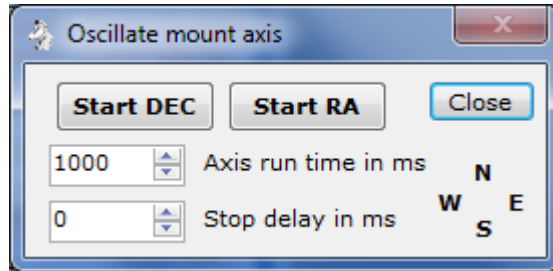 Oscillate mount axis
Start DEC Start RA Close
1000 Axis run time in ms
N
W E
0 Stop delay in ms
S